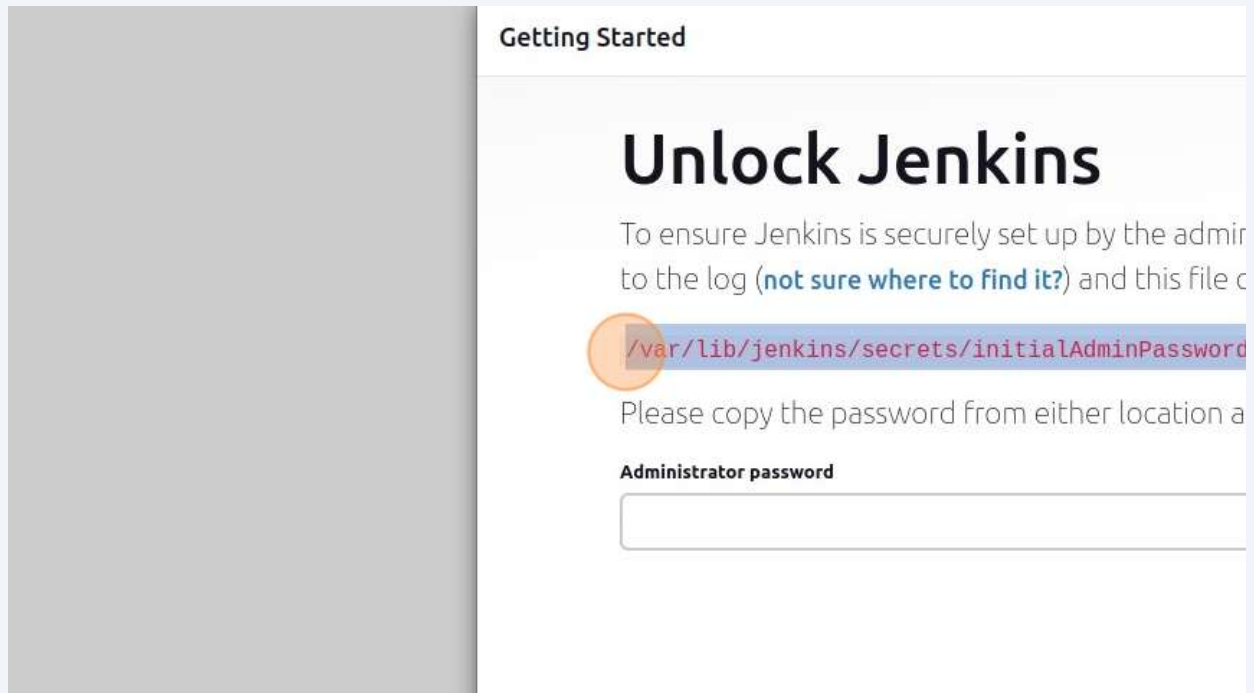 Getting Started
Unlock Jenkins
To ensure Jenkins is securely set up by the
to the log (not sure where to find it?) and this file
/var/lib/jenkins/secrets/initialAdminPassword
Please copy the password from either location
Administrator password